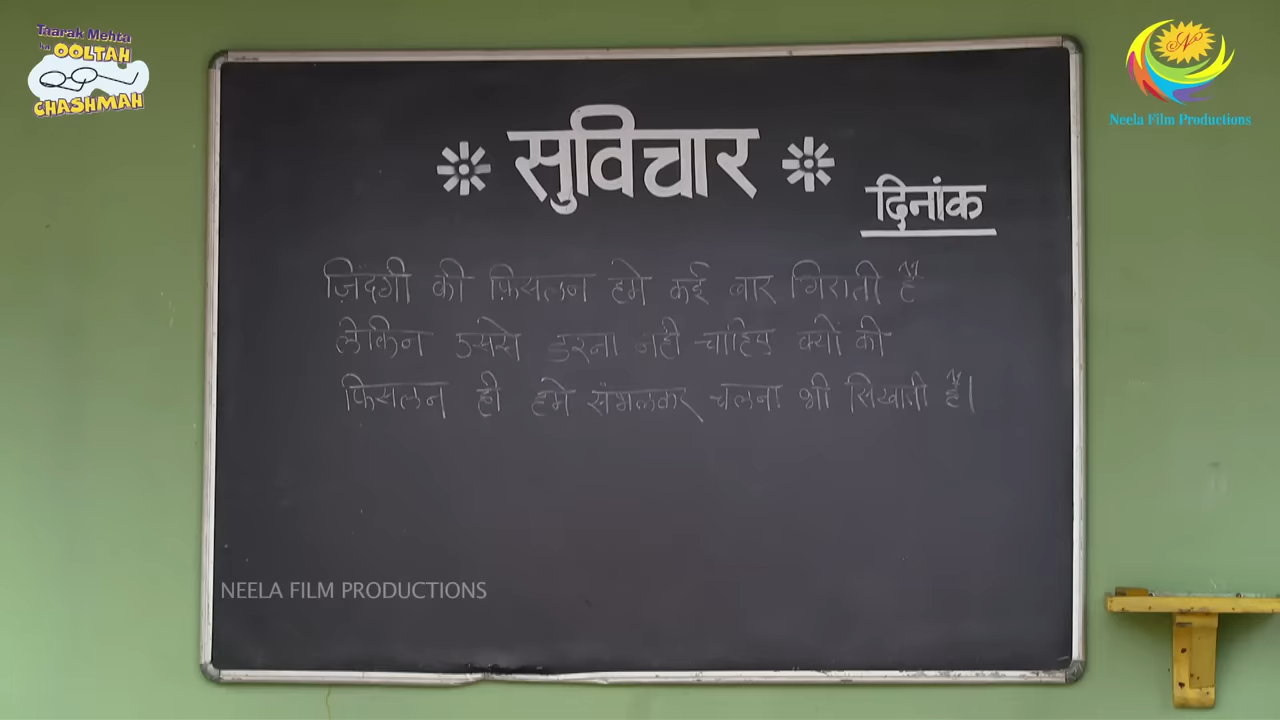 Taarak Mehta
ka OOLTAH
CHASHMAH
Neela Film Productions
सुविचार
दिनांक
ज़िंदगी की फ़िसलन हमे कई बार गिराती हैं
लेकिन उससे डरना नही चाहिए क्यों की
फिसलन ही हमे संभलकर चलना भी सिखाती हैं।
NEELA FILM PRODUCTIONS